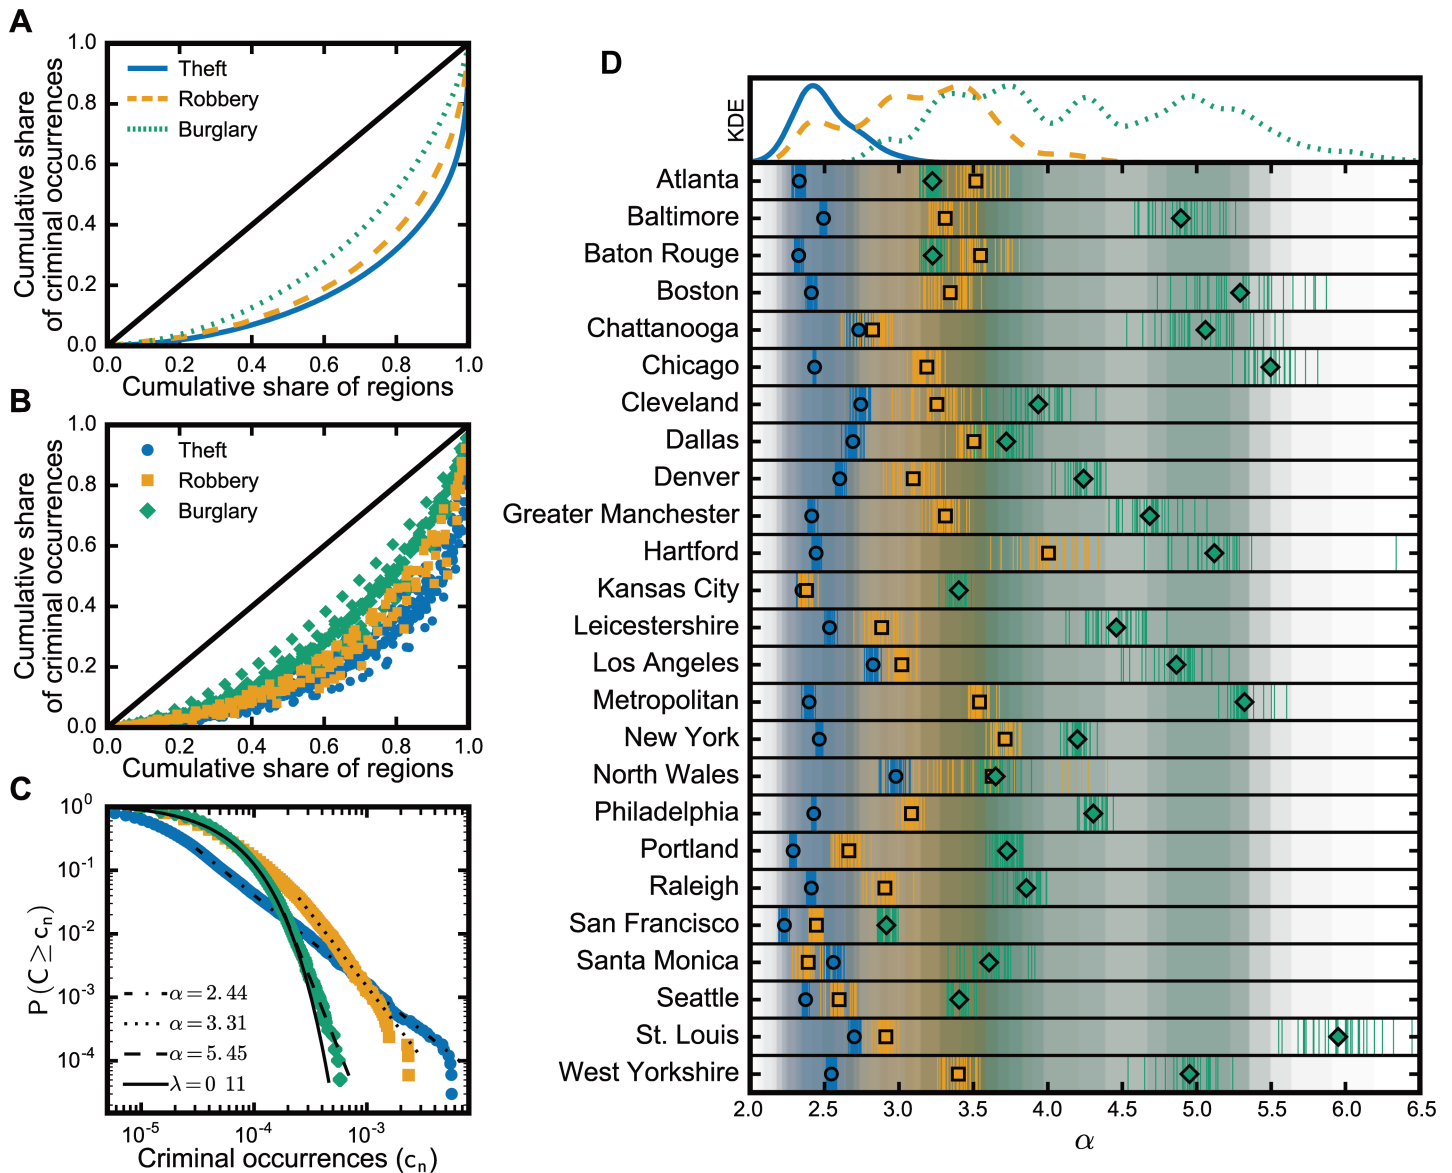 A
1.0
0.8
0.6
0.4
0.2
0.0
0.0 0.2 0.4 0.6 0.8 1.0
Cumulative share
of criminal occurrences
Cumulative share of regions
Theft
Robbery
Burglary
B
1.0
0.8
0.6
0.4
0.2
0.0
0.0 0.2 0.4 0.6 0.8 1.0
Cumulative share
of criminal occurrences
Cumulative share of regions
Theft
Robbery
Burglary
C
10⁰
10⁻¹
10⁻²
10⁻³
10⁻⁴
10⁻⁵ 10⁻⁴ 10⁻³
P(C ≥ cₙ)
Criminal occurrences (cₙ)
α = 2.44
α = 3.31
α = 5.45
λ = 0 11
D
KDE
Atlanta
Baltimore
Baton Rouge
Boston
Chattanooga
Chicago
Cleveland
Dallas
Denver
Greater Manchester
Hartford
Kansas City
Leicestershire
Los Angeles
Metropolitan
New York
North Wales
Philadelphia
Portland
Raleigh
San Francisco
Santa Monica
Seattle
St. Louis
West Yorkshire
2.0 2.5 3.0 3.5 4.0 4.5 5.0 5.5 6.0 6.5
α